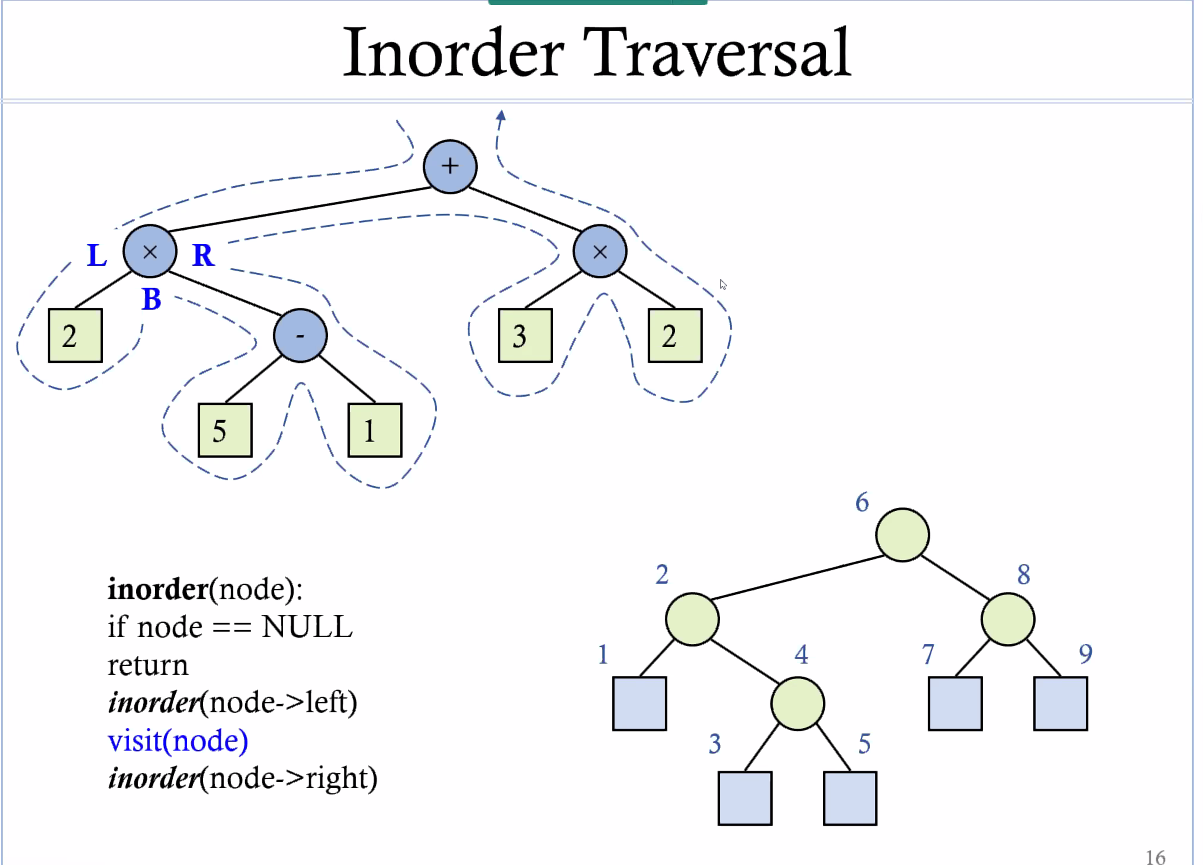 Inorder Traversal
+
L × R
×
B
2
-
3
2
5
1
6
2
8
inorder(node):
if node == NULL
return
inorder(node->left)
visit(node)
inorder(node->right)
1
4
7
9
3
5
16